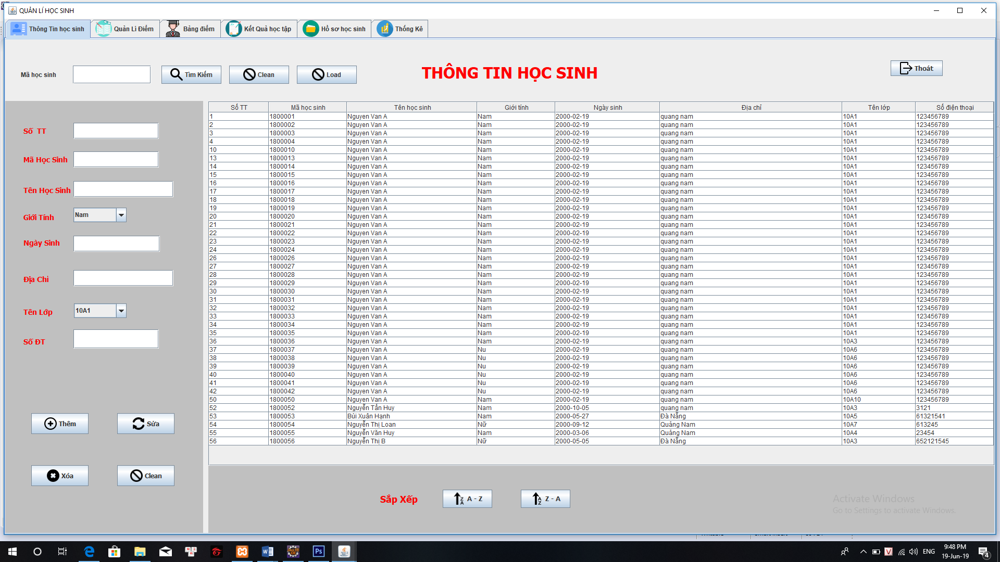 QUẢN LÍ HỌC SINH
Thông Tin học sinh Quản Lí Điểm Bảng điểm Kết Quả học tập Hồ sơ học sinh Thống Kê
Mã học sinh Tìm Kiếm Clean Load THÔNG TIN HỌC SINH Thoát
Số TT
Mã Học Sinh
Tên Học Sinh
Giới Tính Nam
Ngày Sinh
Địa Chỉ
Tên Lớp 10A1
Số ĐT
Thêm Sửa
Xóa Clean
Số TT Mã học sinh Tên học sinh Giới tính Ngày sinh Địa chỉ Tên lớp Số điện thoại
1 1800001 Nguyen Van A Nam 2000-02-19 quang nam 10A1 123456789
2 1800002 Nguyen Van A Nam 2000-02-19 quang nam 10A1 123456789
3 1800003 Nguyen Van A Nam 2000-02-19 quang nam 10A1 123456789
4 1800004 Nguyen Van A Nam 2000-02-19 quang nam 10A1 123456789
10 1800010 Nguyen Van A Nam 2000-02-19 quang nam 10A1 123456789
13 1800013 Nguyen Van A Nam 2000-02-19 quang nam 10A1 123456789
14 1800014 Nguyen Van A Nam 2000-02-19 quang nam 10A1 123456789
15 1800015 Nguyen Van A Nam 2000-02-19 quang nam 10A1 123456789
16 1800016 Nguyen Van A Nam 2000-02-19 quang nam 10A1 123456789
17 1800017 Nguyen Van A Nam 2000-02-19 quang nam 10A1 123456789
18 1800018 Nguyen Van A Nam 2000-02-19 quang nam 10A1 123456789
19 1800019 Nguyen Van A Nam 2000-02-19 quang nam 10A1 123456789
20 1800020 Nguyen Van A Nam 2000-02-19 quang nam 10A1 123456789
21 1800021 Nguyen Van A Nam 2000-02-19 quang nam 10A1 123456789
22 1800022 Nguyen Van A Nam 2000-02-19 quang nam 10A1 123456789
23 1800023 Nguyen Van A Nam 2000-02-19 quang nam 10A1 123456789
24 1800024 Nguyen Van A Nam 2000-02-19 quang nam 10A1 123456789
26 1800026 Nguyen Van A Nam 2000-02-19 quang nam 10A1 123456789
27 1800027 Nguyen Van A Nam 2000-02-19 quang nam 10A1 123456789
28 1800028 Nguyen Van A Nam 2000-02-19 quang nam 10A1 123456789
29 1800029 Nguyen Van A Nam 2000-02-19 quang nam 10A1 123456789
30 1800030 Nguyen Van A Nam 2000-02-19 quang nam 10A1 123456789
31 1800031 Nguyen Van A Nam 2000-02-19 quang nam 10A1 123456789
32 1800032 Nguyen Van A Nam 2000-02-19 quang nam 10A1 123456789
33 1800033 Nguyen Van A Nam 2000-02-19 quang nam 10A1 123456789
34 1800034 Nguyen Van A Nam 2000-02-19 quang nam 10A1 123456789
35 1800035 Nguyen Van A Nam 2000-02-19 quang nam 10A1 123456789
36 1800036 Nguyen Van A Nam 2000-02-19 quang nam 10A3 123456789
37 1800037 Nguyen Van A Nu 2000-02-19 quang nam 10A6 123456789
38 1800038 Nguyen Van A Nu 2000-02-19 quang nam 10A6 123456789
39 1800039 Nguyen Van A Nu 2000-02-19 quang nam 10A6 123456789
40 1800040 Nguyen Van A Nu 2000-02-19 quang nam 10A6 123456789
41 1800041 Nguyen Van A Nu 2000-02-19 quang nam 10A6 123456789
42 1800042 Nguyen Van A Nu 2000-02-19 quang nam 10A6 123456789
50 1800050 Nguyen Van A Nam 2000-02-19 quang nam 10A10 123456789
52 1800052 Nguyễn Tấn Huy Nam 2000-10-05 quang nam 10A3 3121
53 1800053 Bùi Xuân Hạnh Nam 2000-05-27 Đà Nẵng 10A5 61321541
54 1800054 Nguyễn Thị Loan Nữ 2000-09-12 Quảng Nam 10A7 613245
55 1800055 Nguyễn Văn Huy Nam 2000-03-06 Quảng Nam 10A4 23454
56 1800056 Nguyễn Thị B Nữ 2000-05-05 Đà Nẵng 10A3 652121545
Sắp Xếp A - Z Z - A
Activate Windows
Go to Settings to activate Windows.
ENG 9:48 PM
19-Jun-19 4